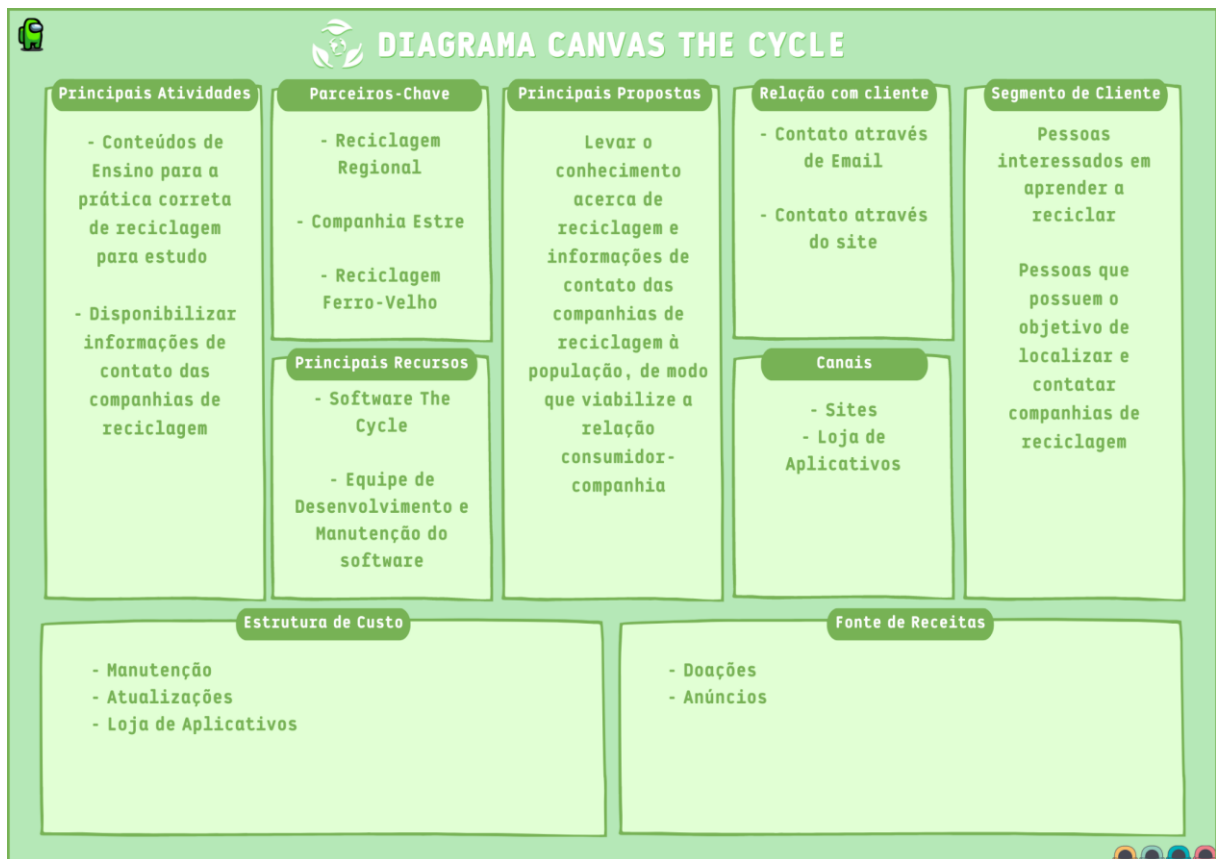 DIAGRAMA CANVAS THE CYCLE
Principais Atividades
- Conteúdos de
Ensino para a
prática correta
de reciclagem
para estudo
- Disponibilizar
informações de
contato das
companhias de
reciclagem
Parceiros-Chave
- Reciclagem
Regional
- Companhia Estre
- Reciclagem
Ferro-Velho
Principais Recursos
- Software The
Cycle
- Equipe de
Desenvolvimento e
Manutenção do
software
Principais Propostas
Levar o
conhecimento
acerca de
reciclagem e
informações de
contato das
companhias de
reciclagem à
população, de modo
que viabilize a
relação
consumidor-
companhia
Relação com cliente
- Contato através
de Email
- Contato através
do site
Canais
- Sites
- Loja de
Aplicativos
Segmento de Cliente
Pessoas
interessados em
aprender a
reciclar
Pessoas que
possuem o
objetivo de
localizar e
contatar
companhias de
reciclagem
Estrutura de Custo
- Manutenção
- Atualizações
- Loja de Aplicativos
Fonte de Receitas
- Doações
- Anúncios